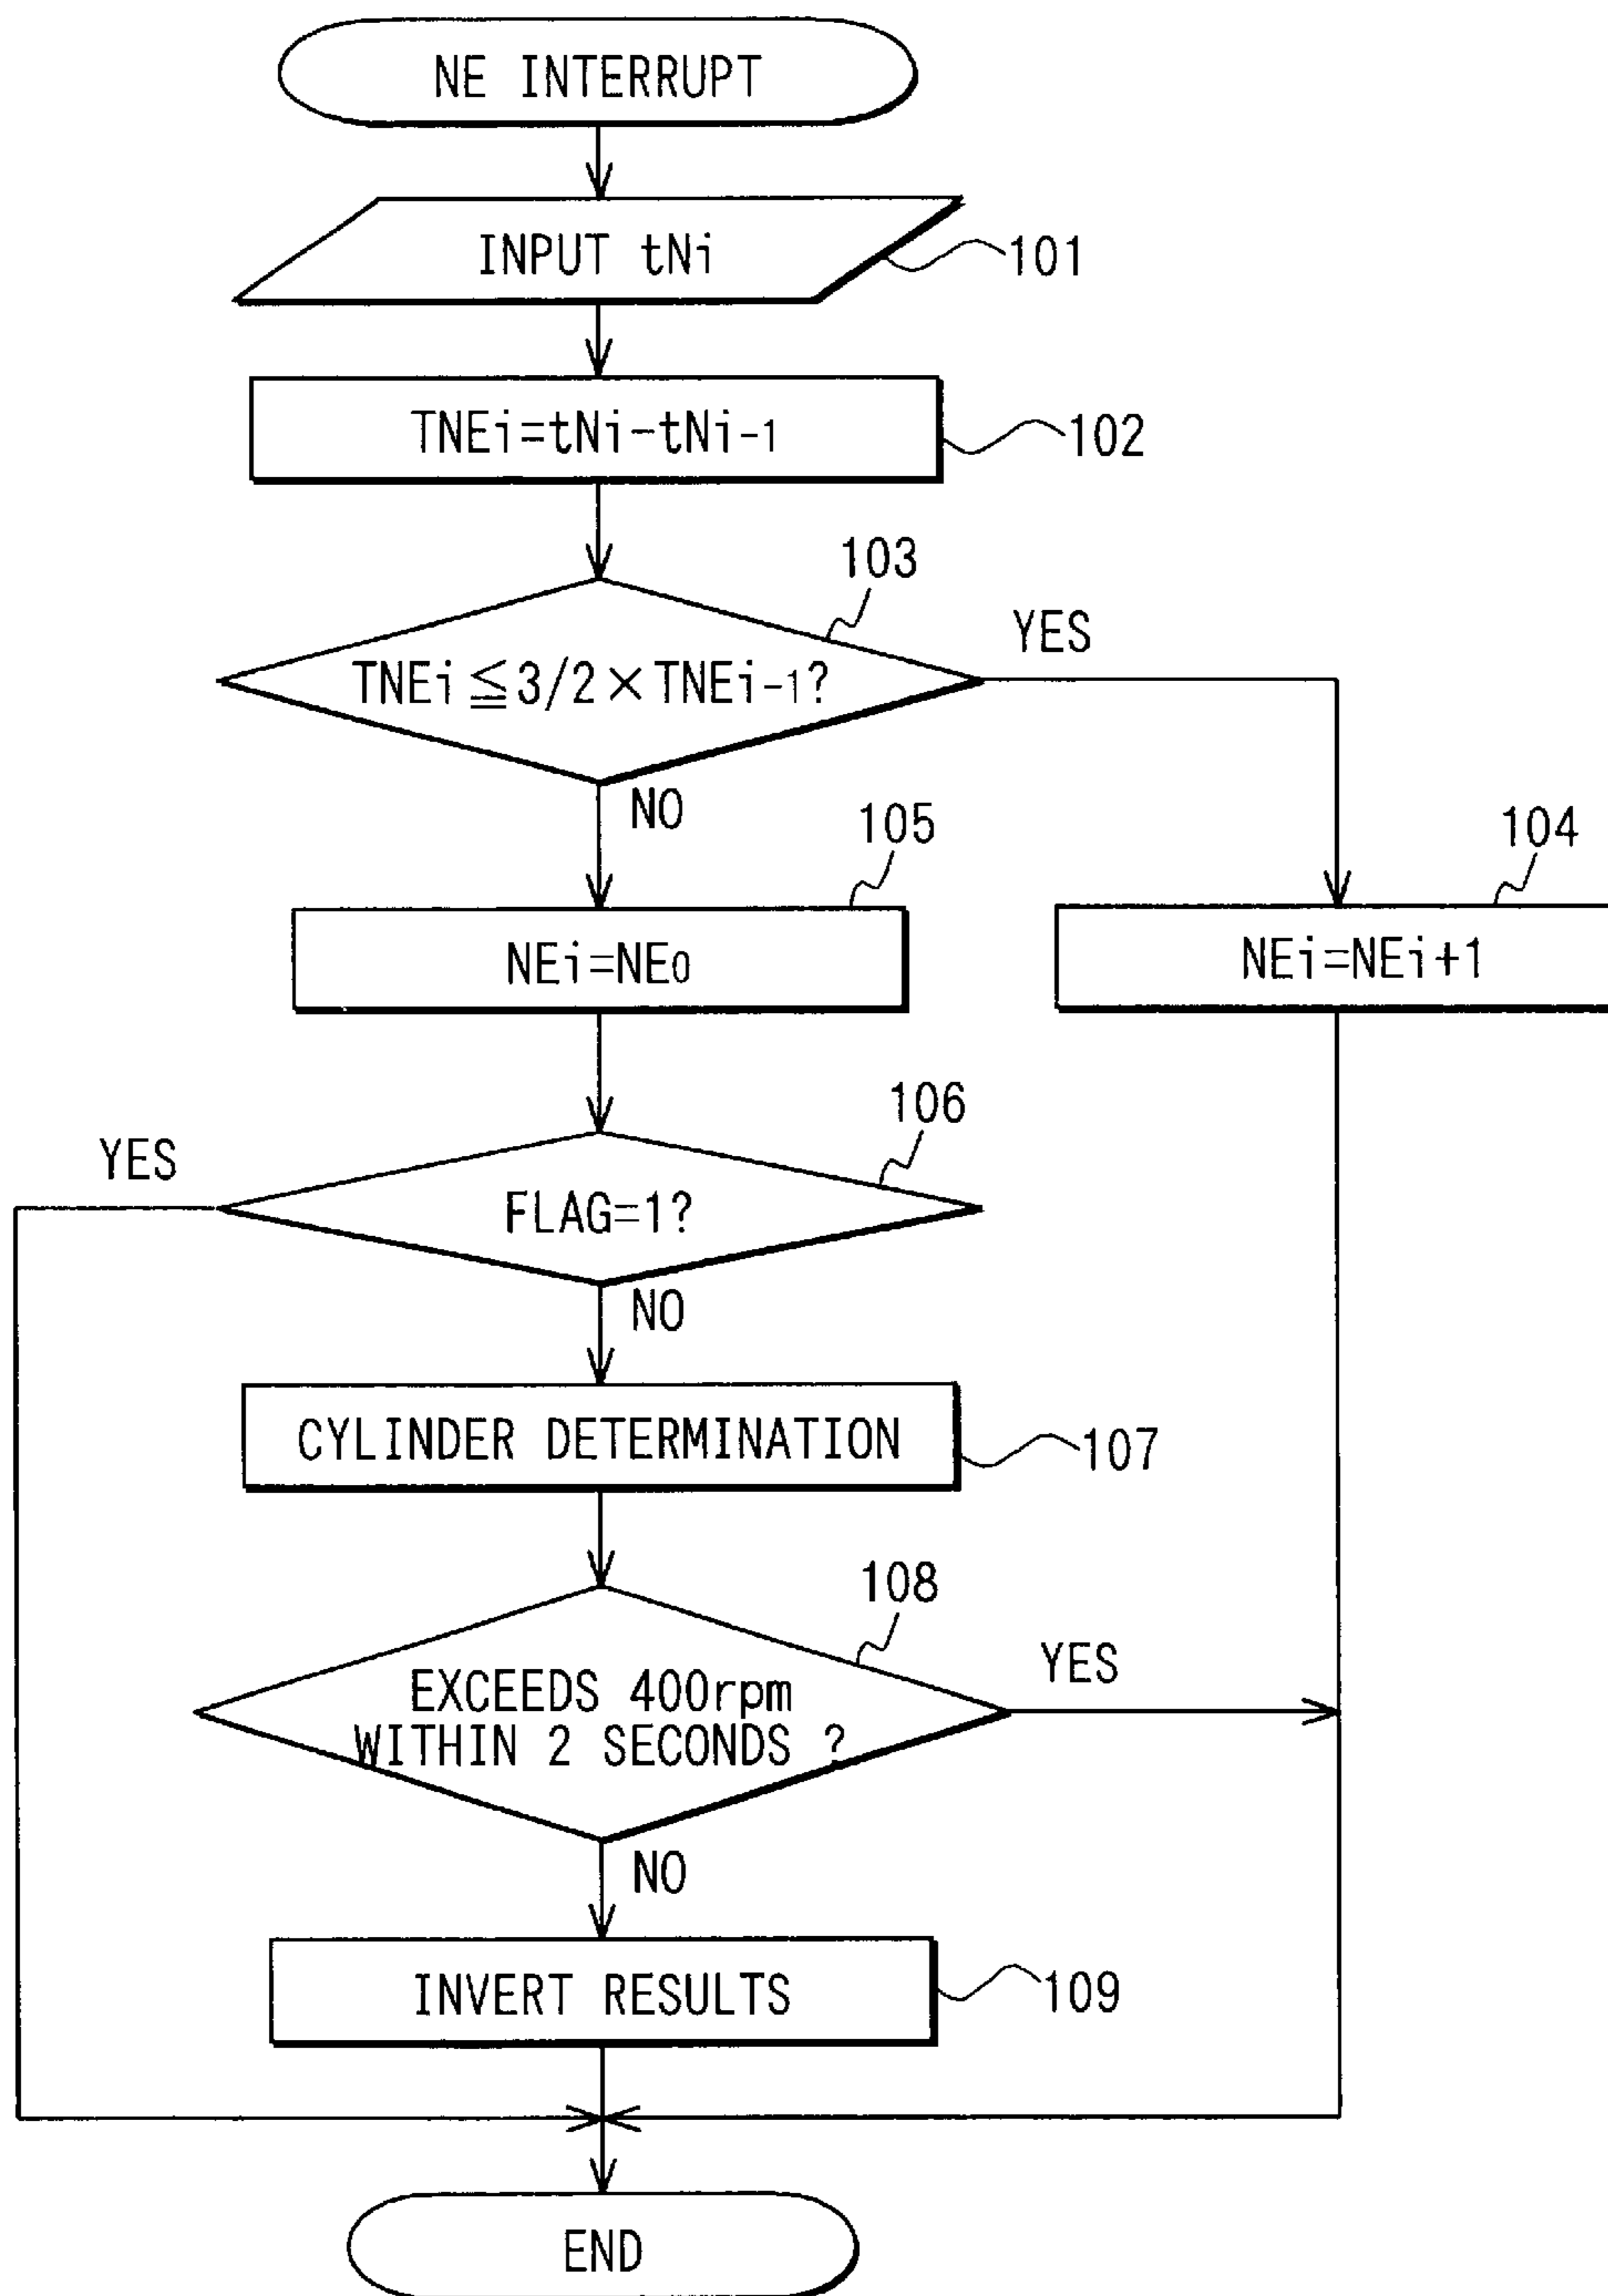 NE INTERRUPT
INPUT tNi
101
TNEi=tNi-tNi-1
102
103
TNEi≦3/2×TNEi-1?
YES
NO
105
104
NEi=NE0
NEi=NEi+1
106
YES
FLAG=1?
NO
CYLINDER DETERMINATION
107
108
EXCEEDS 400rpm
WITHIN 2 SECONDS ?
YES
NO
INVERT RESULTS
109
END